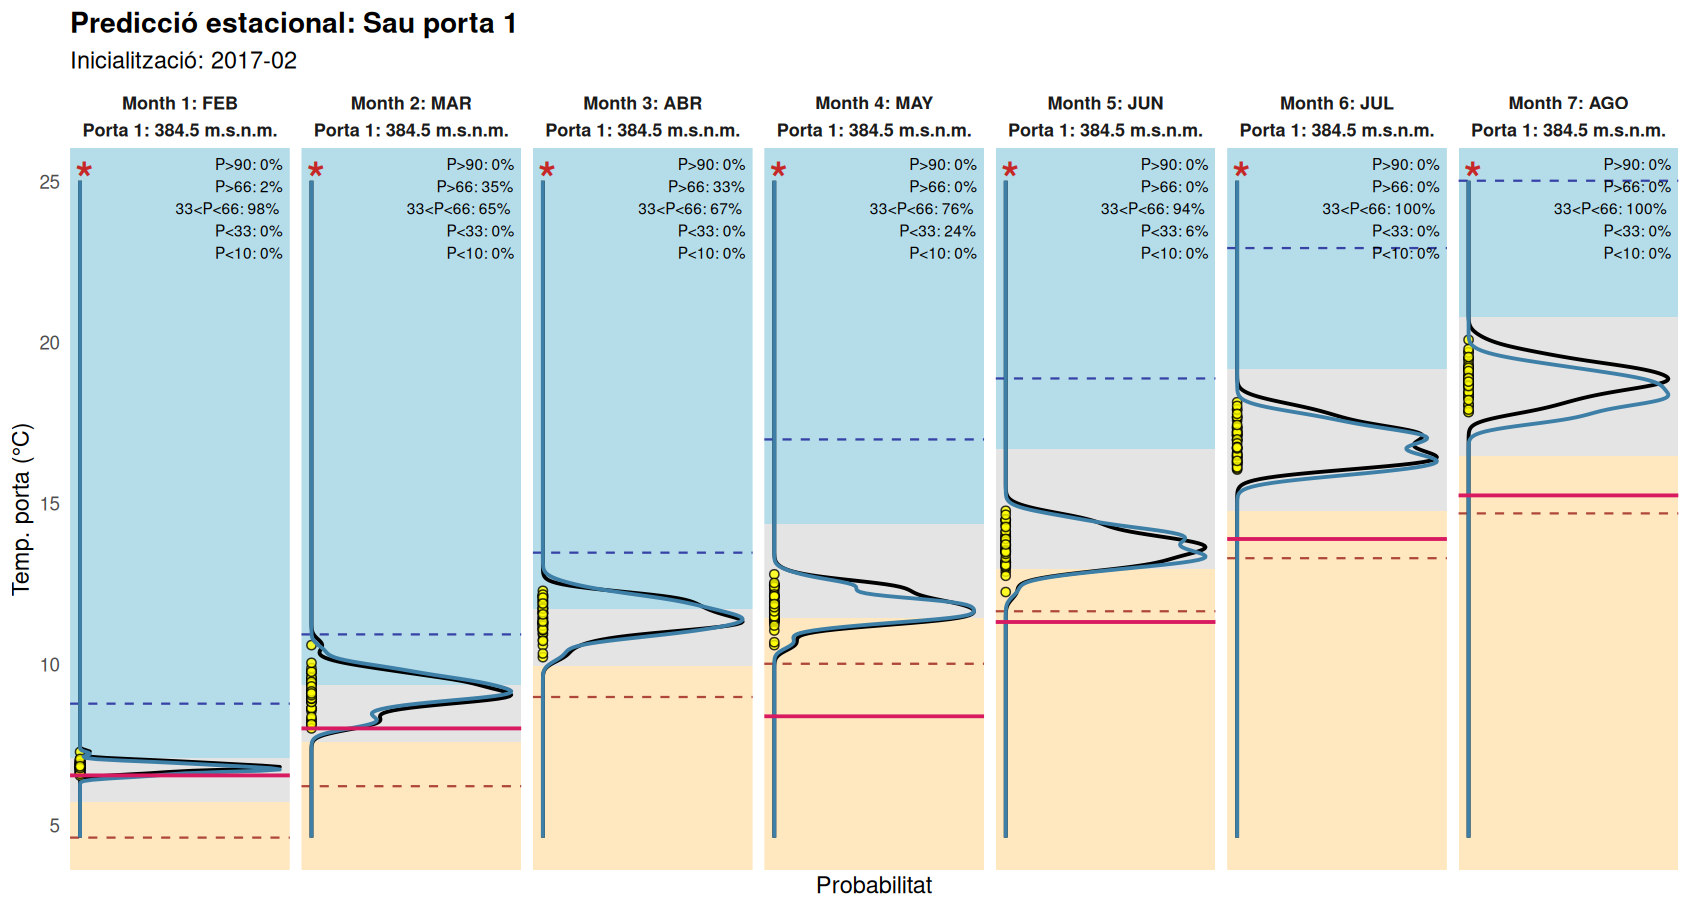 Predicció estacional: Sau porta 1
Inicialització: 2017-02
Month 1: FEB
Porta 1: 384.5 m.s.n.m.
Month 2: MAR
Porta 1: 384.5 m.s.n.m.
Month 3: ABR
Porta 1: 384.5 m.s.n.m.
Month 4: MAY
Porta 1: 384.5 m.s.n.m.
Month 5: JUN
Porta 1: 384.5 m.s.n.m.
Month 6: JUL
Porta 1: 384.5 m.s.n.m.
Month 7: AGO
Porta 1: 384.5 m.s.n.m.
Temp. porta (°C)
25
20
15
10
5
*
P>90: 0%
P>66: 2%
33<P<66: 98%
P<33: 0%
P<10: 0%
*
P>90: 0%
P>66: 35%
33<P<66: 65%
P<33: 0%
P<10: 0%
*
P>90: 0%
P>66: 33%
33<P<66: 67%
P<33: 0%
P<10: 0%
*
P>90: 0%
P>66: 0%
33<P<66: 76%
P<33: 24%
P<10: 0%
*
P>90: 0%
P>66: 0%
33<P<66: 94%
P<33: 6%
P<10: 0%
*
P>90: 0%
P>66: 0%
33<P<66: 100%
P<33: 0%
P<10: 0%
*
P>90: 0%
P>66: 0%
33<P<66: 100%
P<33: 0%
P<10: 0%
Probabilitat